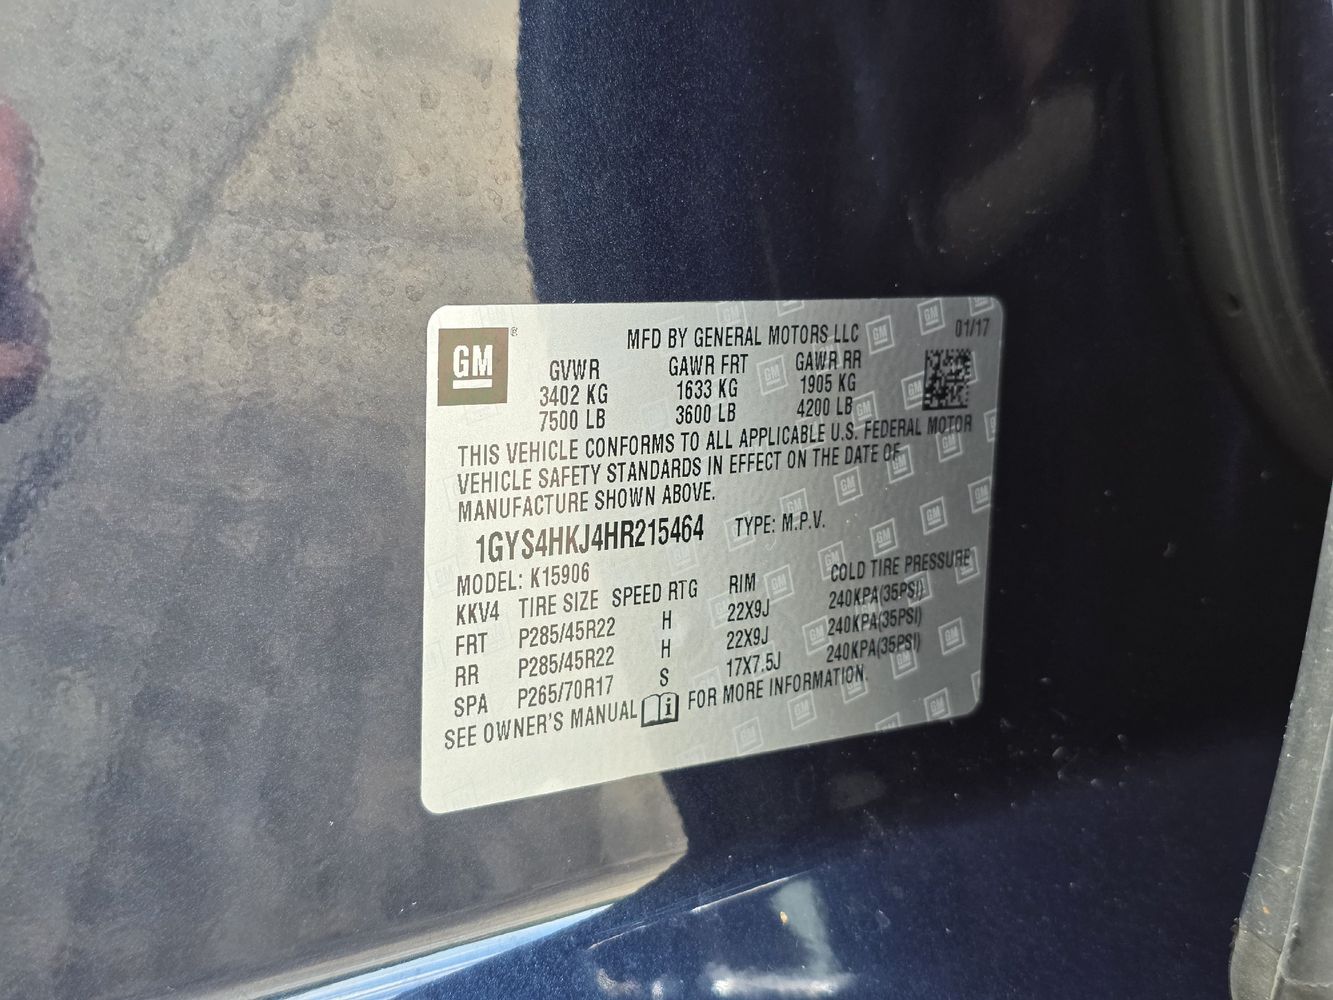 GM ®
MFD BY GENERAL MOTORS LLC 01/17
GVWR GAWR FRT GAWR RR
3402 KG 1633 KG 1905 KG
7500 LB 3600 LB 4200 LB
THIS VEHICLE CONFORMS TO ALL APPLICABLE U.S. FEDERAL MOTOR
VEHICLE SAFETY STANDARDS IN EFFECT ON THE DATE OF
MANUFACTURE SHOWN ABOVE.
1GYS4HKJ4HR215464 TYPE: M.P.V.
MODEL: K15906
KKV4 TIRE SIZE SPEED RTG RIM COLD TIRE PRESSURE
FRT P285/45R22 H 22X9J 240KPA(35PSI)
RR P285/45R22 H 22X9J 240KPA(35PSI)
SPA P265/70R17 S 17X7.5J 240KPA(35PSI)
SEE OWNER'S MANUAL i FOR MORE INFORMATION.